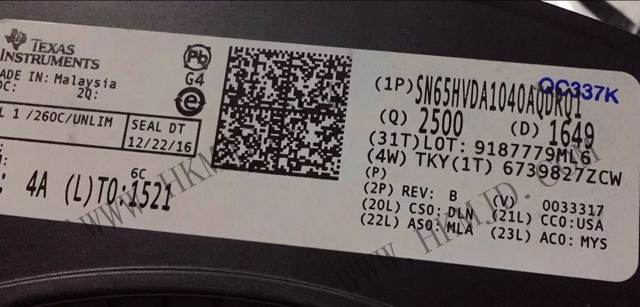 TEXAS
INSTRUMENTS
MADE IN: Malaysia
DC: 2Q:
L 1 /260C/UNLIM
SEAL DT
12/22/16
4A (L)TO:1521
6C
Pb
G4
e
QC337K
(1P) SN65HVDA1040AQDRQ1
(Q) 2500 (D) 1649
(31T)LOT: 9187779ML6
(4W) TKY(1T) 6739827ZCW
(P)
(2P) REV: B (V) 0033317
(20L) CSO:DLN (21L) CCO:USA
(22L) ASO:MLA (23L) ACO: MYS
WWW.HKMJD.COM